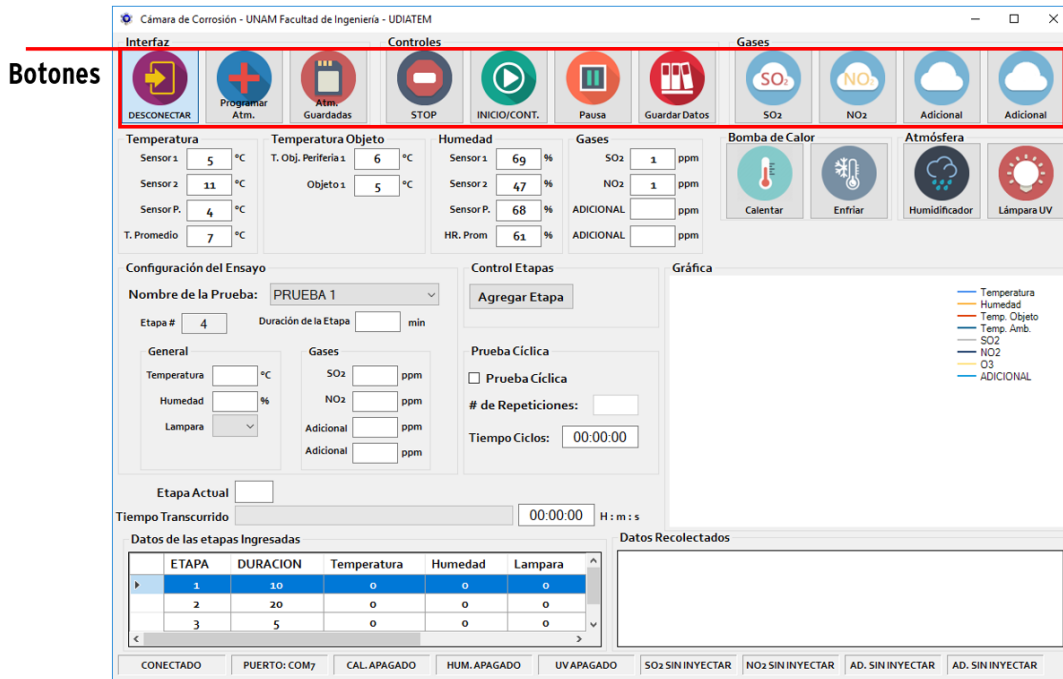 Cámara de Corrosión - UNAM Facultad de Ingeniería - UDIATEM
Botones
Interfaz
DESCONECTAR
Programar
Atm.
Atm.
Guardadas
Controles
STOP
INICIO/CONT.
Pausa
Guardar Datos
Gases
SO2
SO2
NO2
NO2
Adicional
Adicional
Temperatura
Sensor 1 5 °C
Sensor 2 11 °C
Sensor P. 4 °C
T. Promedio 7 °C
Temperatura Objeto
T. Obj. Periferia 1 6 °C
Objeto 1 5 °C
Humedad
Sensor 1 69 %
Sensor 2 47 %
Sensor P. 68 %
HR. Prom 61 %
Gases
SO2 1 ppm
NO2 1 ppm
ADICIONAL ppm
ADICIONAL ppm
Bomba de Calor
Calentar
Enfriar
Atmósfera
Humidificador
Lámpara UV
Configuración del Ensayo
Nombre de la Prueba: PRUEBA 1
Etapa # 4 Duración de la Etapa min
General
Temperatura °C
Humedad %
Lampara
Gases
SO2 ppm
NO2 ppm
Adicional ppm
Adicional ppm
Control Etapas
Agregar Etapa
Prueba Cíclica
Prueba Cíclica
# de Repeticiones:
Tiempo Ciclos: 00:00:00
Gráfica
Temperatura
Humedad
Temp. Objeto
Temp. Amb.
SO2
NO2
O3
ADICIONAL
Etapa Actual
Tiempo Transcurrido 00:00:00 H : m : s
Datos de las etapas Ingresadas
ETAPA DURACION Temperatura Humedad Lampara
1 10 0 0 0
2 20 0 0 0
3 5 0 0 0
Datos Recolectados
CONECTADO PUERTO: COM7 CAL. APAGADO HUM. APAGADO UV APAGADO SO2 SIN INYECTAR NO2 SIN INYECTAR AD. SIN INYECTAR AD. SIN INYECTAR